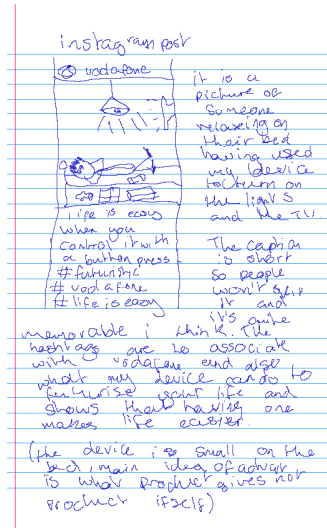 instagram post
vodafone
it is a
picture of
someone
relaxing on
thair bed
having used
my device
to turn on
the lights
and the TV
Life is easy
when you
control it with
a button press
#futuristic
#vodafone
#life is easy
The caption
is short
so people
won't skip
it and
it's quite
memorable i think. The
hashtags are to associate
with vodafone and also
what my device can do to
futurise your life and
shows that having one
makes life easier.
(the device is small on the
bed, main idea of advert
is what product gives not
product itself)